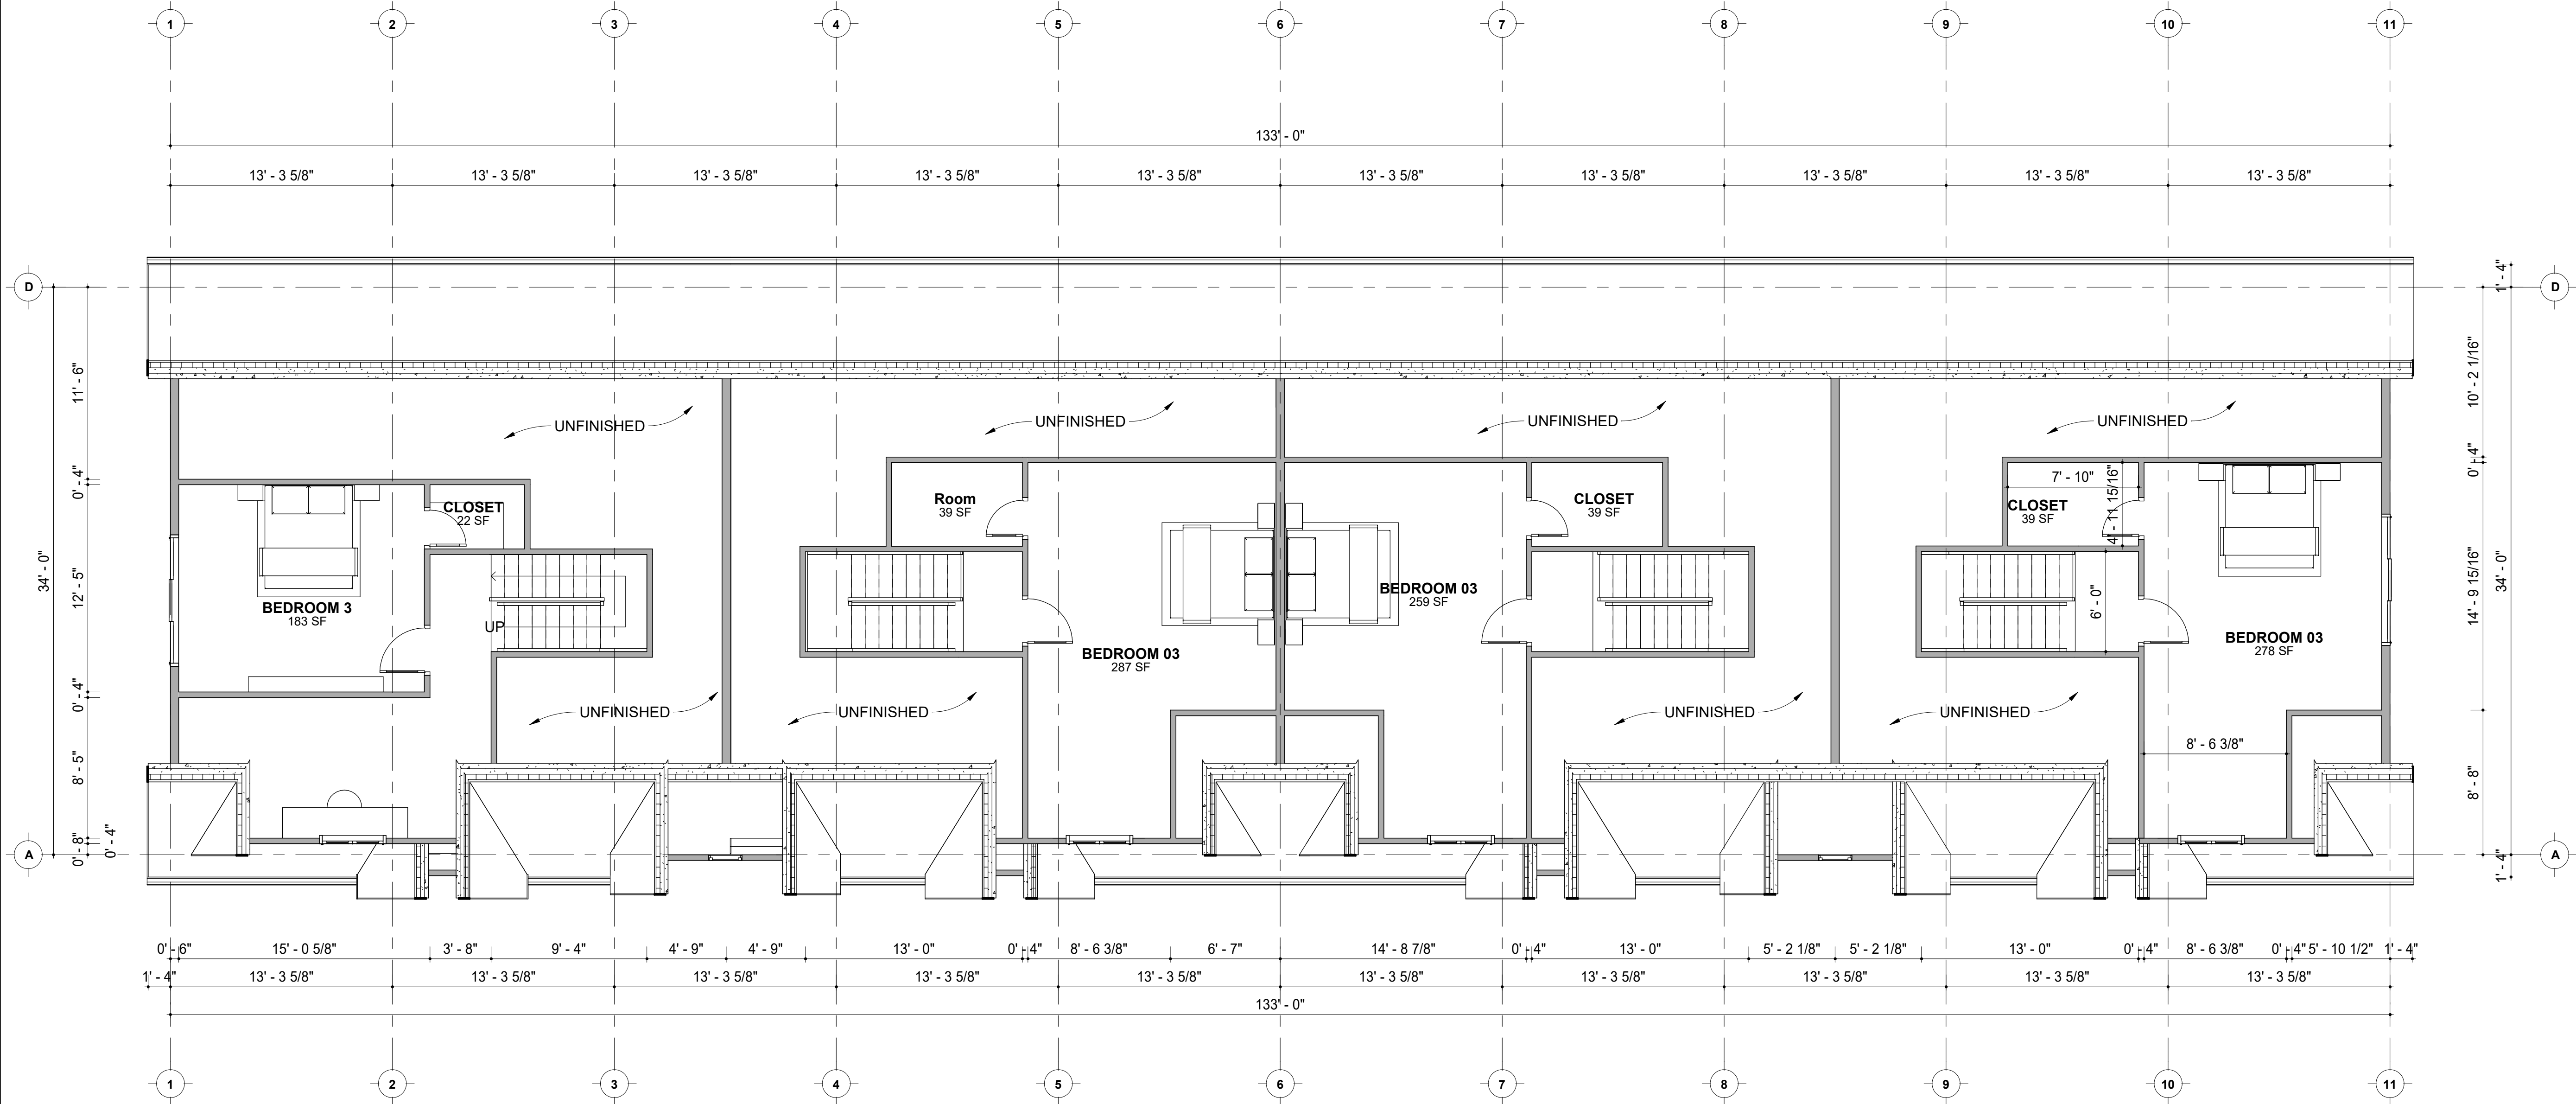 1 2 3 4 5 6 7 8 9 10 11
133' - 0"
13' - 3 5/8" 13' - 3 5/8" 13' - 3 5/8" 13' - 3 5/8" 13' - 3 5/8" 13' - 3 5/8" 13' - 3 5/8" 13' - 3 5/8" 13' - 3 5/8" 13' - 3 5/8"
D
D
34' - 0"
11' - 6"
0' - 4"
12' - 5"
0' - 4"
8' - 5"
0' - 8"
0' - 4"
UNFINISHED
UNFINISHED
UNFINISHED
UNFINISHED
CLOSET
22 SF
Room
39 SF
CLOSET
39 SF
7' - 10"
4' - 11 15/16"
CLOSET
39 SF
BEDROOM 3
183 SF
UP
BEDROOM 03
287 SF
BEDROOM 03
259 SF
6' - 0"
BEDROOM 03
278 SF
UNFINISHED
UNFINISHED
UNFINISHED
UNFINISHED
8' - 6 3/8"
1' - 4"
10' - 2 1/16"
0' - 4"
14' - 9 15/16"
34' - 0"
8' - 8"
1' - 4"
A
A
0' - 6" 15' - 0 5/8" 3' - 8" 9' - 4" 4' - 9" 4' - 9" 13' - 0" 0' - 4" 8' - 6 3/8" 6' - 7" 14' - 8 7/8" 0' - 4" 13' - 0" 5' - 2 1/8" 5' - 2 1/8" 13' - 0" 0' - 4" 8' - 6 3/8" 0' - 4" 5' - 10 1/2" 1' - 4"
1' - 4" 13' - 3 5/8" 13' - 3 5/8" 13' - 3 5/8" 13' - 3 5/8" 13' - 3 5/8" 13' - 3 5/8" 13' - 3 5/8" 13' - 3 5/8" 13' - 3 5/8" 13' - 3 5/8"
133' - 0"
1 2 3 4 5 6 7 8 9 10 11